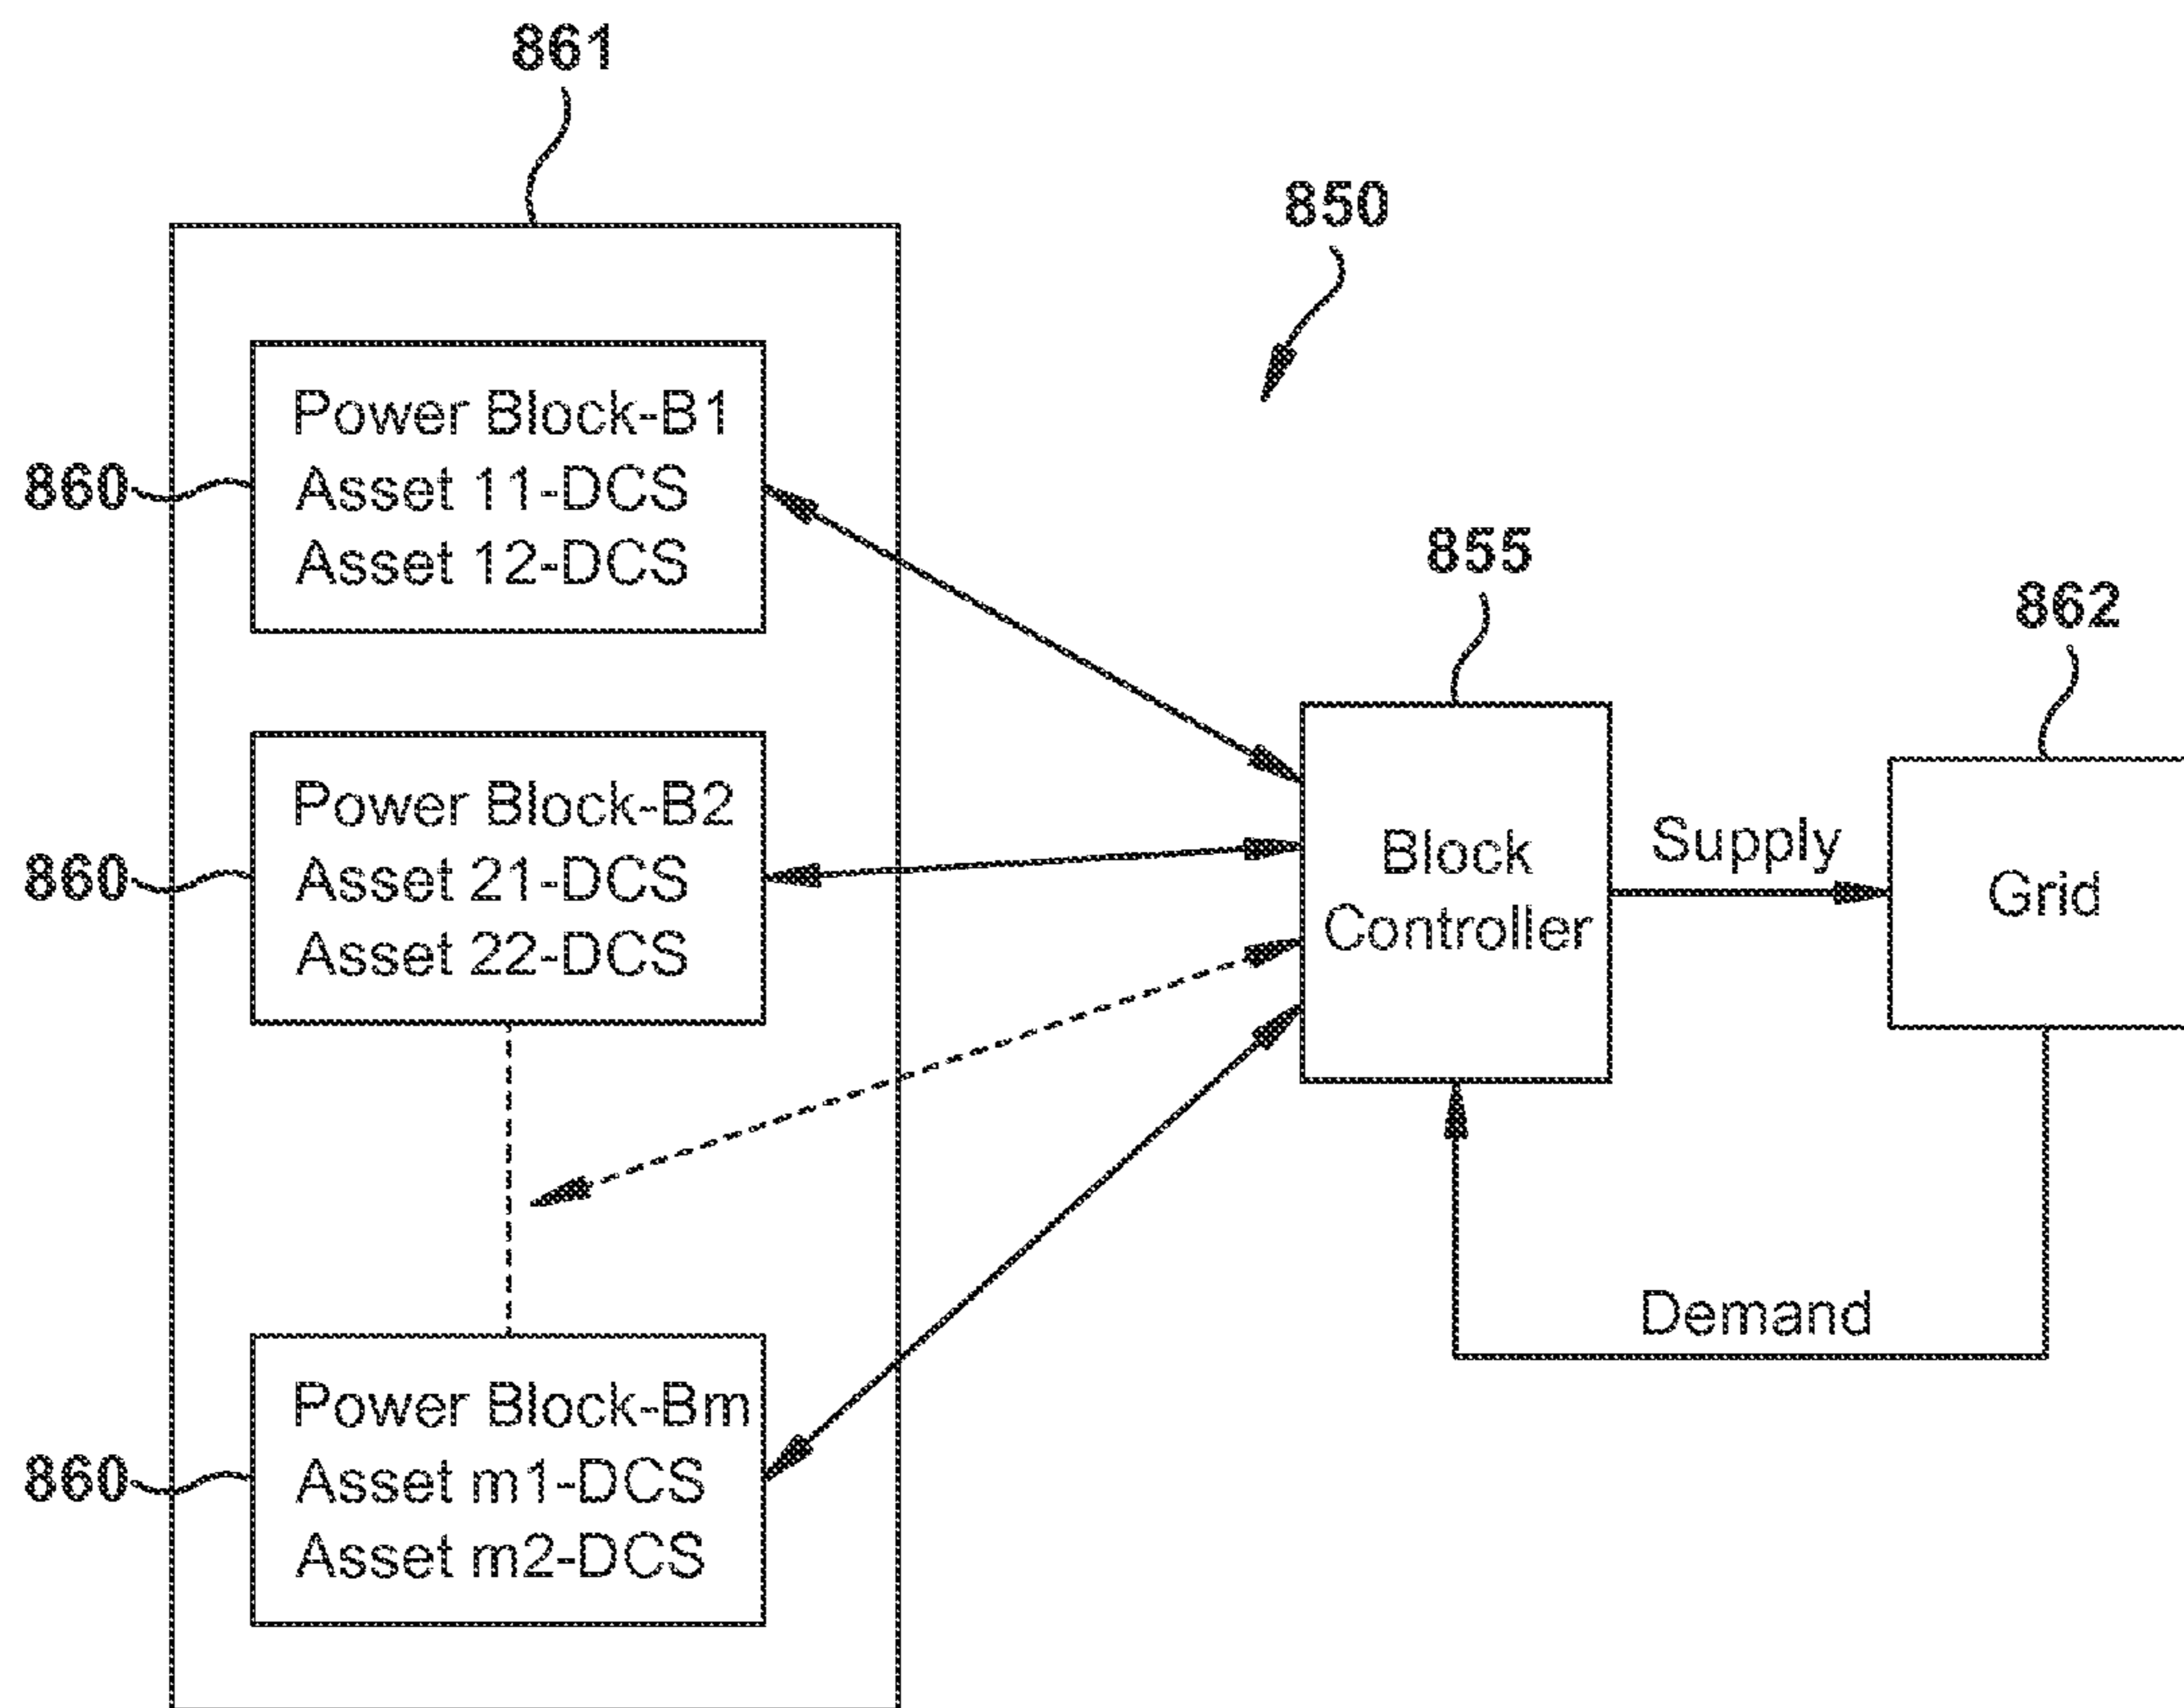 861
850
860
Power Block-B1
Asset 11-DCS
Asset 12-DCS
855
862
860
Power Block-B2
Asset 21-DCS
Asset 22-DCS
Block
Controller
Supply
Grid
Demand
860
Power Block-Bm
Asset m1-DCS
Asset m2-DCS